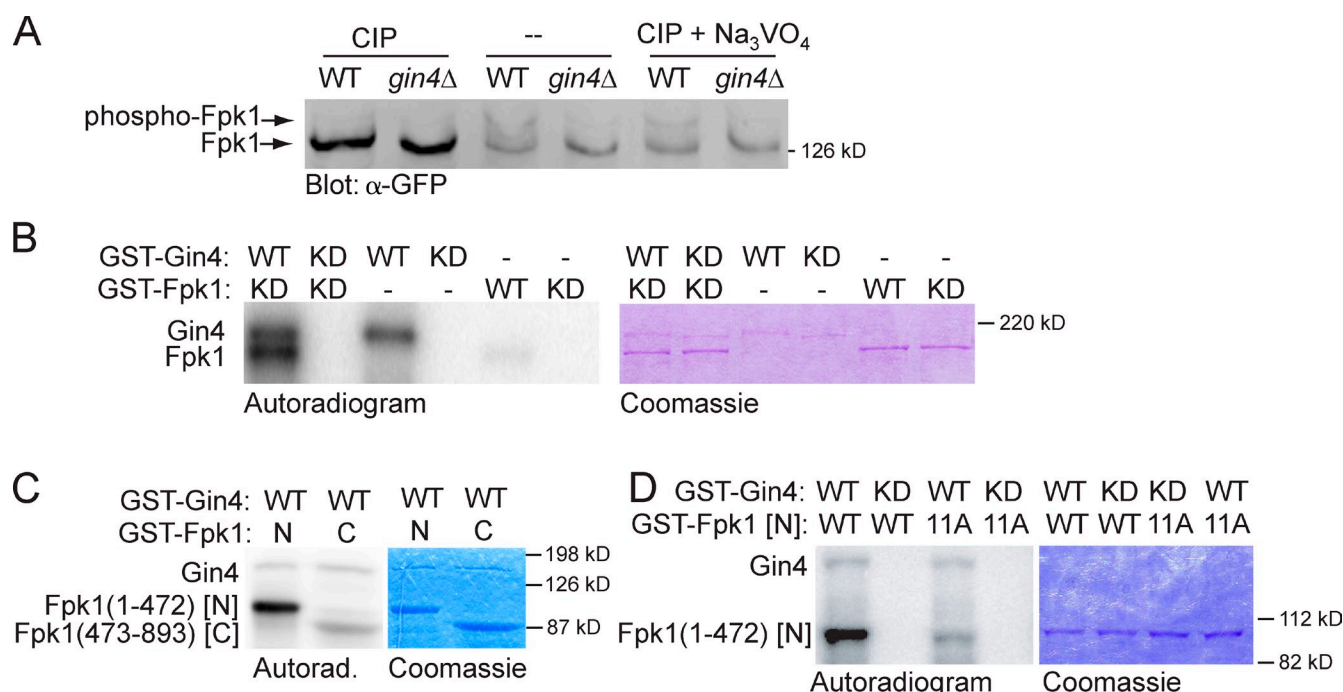 A
CIP -- CIP + Na₃VO₄
WT gin4Δ WT gin4Δ WT gin4Δ
phospho-Fpk1
Fpk1
- 126 kD
Blot: α-GFP
B
GST-Gin4: WT KD WT KD - - WT KD WT KD - -
GST-Fpk1: KD KD - - WT KD KD KD - - WT KD
Gin4
Fpk1
220 kD
Autoradiogram Coomassie
C
GST-Gin4: WT WT WT WT
GST-Fpk1: N C N C
Gin4
198 kD
126 kD
Fpk1(1-472) [N]
Fpk1(473-893) [C]
87 kD
Autorad. Coomassie
D
GST-Gin4: WT KD WT KD WT KD KD WT
GST-Fpk1 [N]: WT WT 11A 11A WT WT 11A 11A
Gin4
112 kD
Fpk1(1-472) [N]
82 kD
Autoradiogram Coomassie